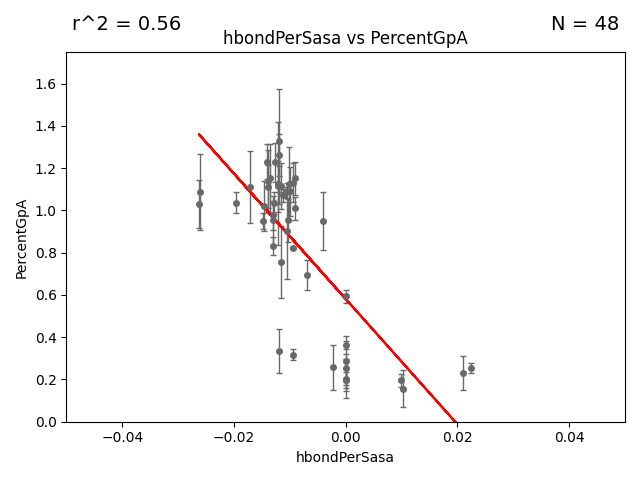 r^2 = 0.56
N = 48
hbondPerSasa vs PercentGpA
PercentGpA
1.6
1.4
1.2
1.0
0.8
0.6
0.4
0.2
0.0
−0.04 −0.02 0.00 0.02 0.04
hbondPerSasa